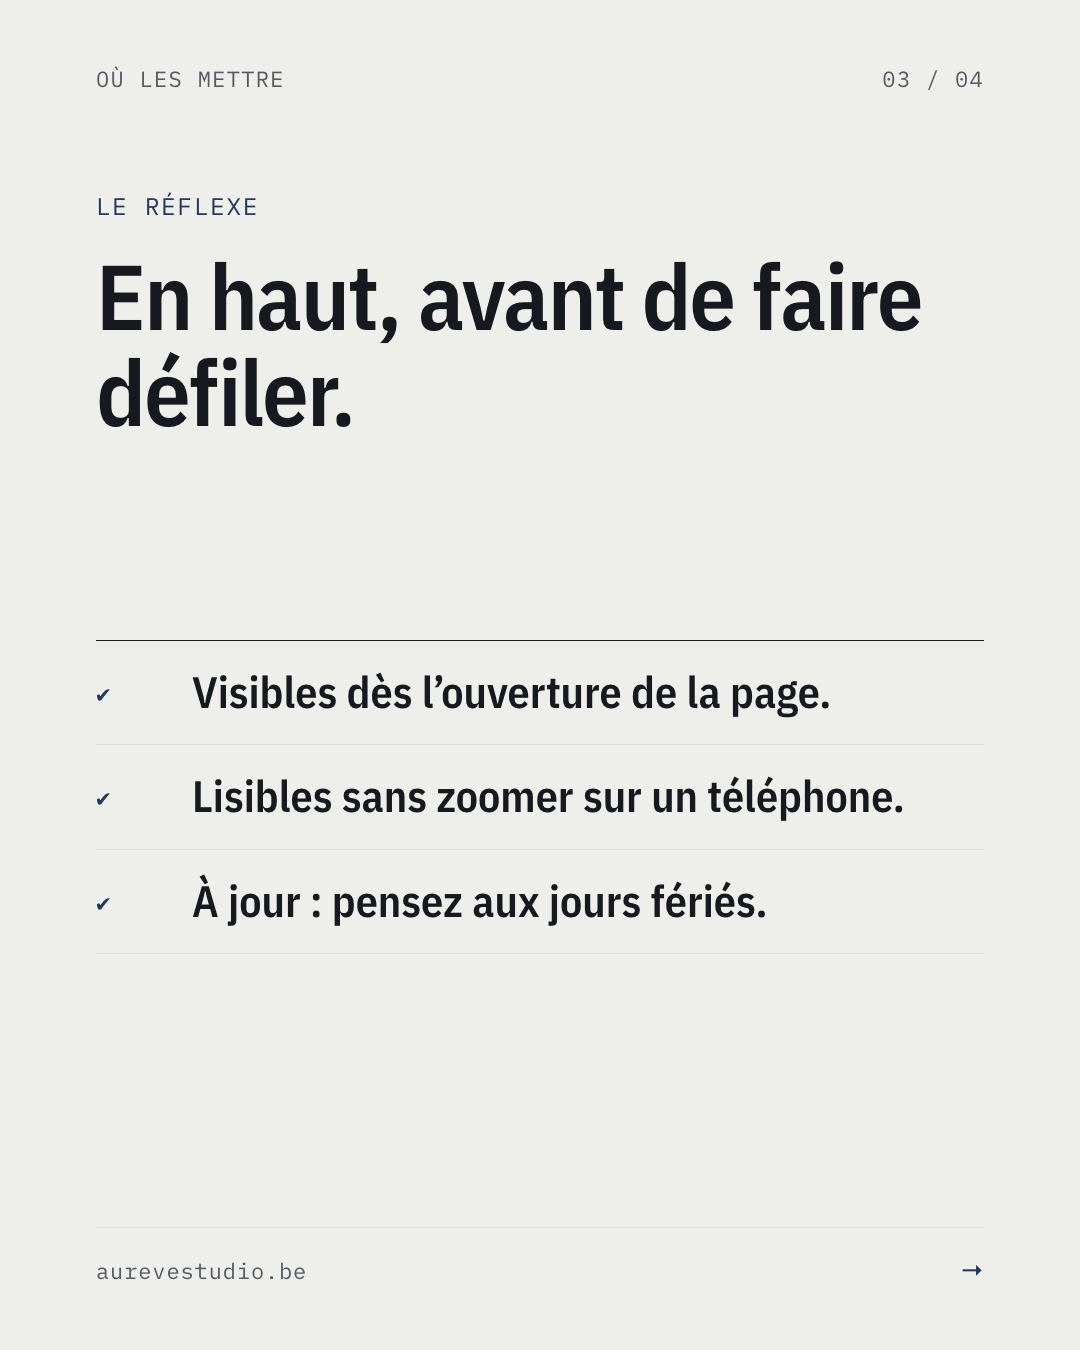 OÙ LES METTRE
03 / 04
LE RÉFLEXE
En haut, avant de faire
défiler.
✔ Visibles dès l’ouverture de la page.
✔ Lisibles sans zoomer sur un téléphone.
✔ À jour : pensez aux jours fériés.
aurevestudio.be →